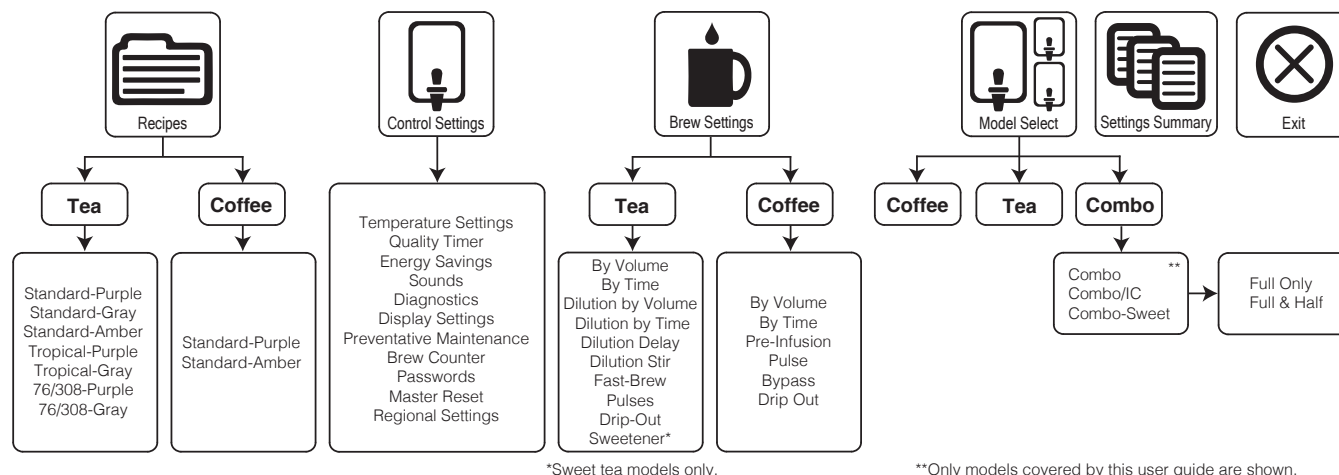 Recipes
Control Settings
Brew Settings
Model Select
Settings Summary
Exit
Tea
Coffee
Tea
Coffee
Coffee
Tea
Combo
Standard-Purple
Standard-Gray
Standard-Amber
Tropical-Purple
Tropical-Gray
76/308-Purple
76/308-Gray
Standard-Purple
Standard-Amber
Temperature Settings
Quality Timer
Energy Savings
Sounds
Diagnostics
Display Settings
Preventative Maintenance
Brew Counter
Passwords
Master Reset
Regional Settings
By Volume
By Time
Dilution by Volume
Dilution by Time
Dilution Delay
Dilution Stir
Fast-Brew
Pulses
Drip-Out
Sweetener*
By Volume
By Time
Pre-Infusion
Pulse
Bypass
Drip Out
**
Combo
Combo/IC
Combo-Sweet
Full Only
Full & Half
*Sweet tea models only.
**Only models covered by this user guide are shown.